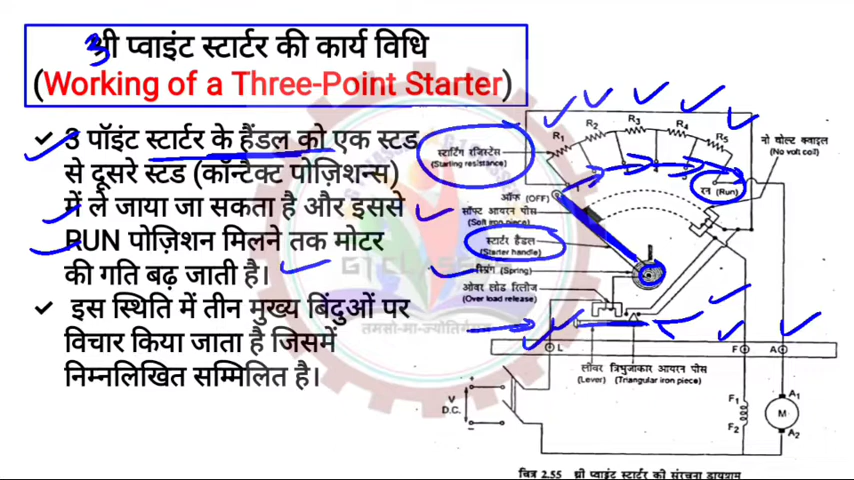 थ्री प्वाइंट स्टार्टर की कार्य विधि
(Working of a Three-Point Starter)
3 पॉइंट स्टार्टर के हैंडल को एक स्टड
से दूसरे स्टड (कॉन्टैक्ट पोज़िशन्स)
में ले जाया जा सकता है और इससे
RUN पोज़िशन मिलने तक मोटर
की गति बढ़ जाती है।
इस स्थिति में तीन मुख्य बिंदुओं पर
विचार किया जाता है जिसमें
निम्नलिखित सम्मिलित है।
R1 R2 R3 R4 R5
स्टार्टिंग रजिस्टेंस
(Starting resistance)
नो वोल्ट क्वाइल
(No volt coil)
रन (Run)
ऑफ (OFF)
सॉफ्ट आयरन पीस
(Soft iron piece)
स्टार्टर हैंडल
(Starter handle)
स्प्रिंग (Spring)
ओवर लोड रिलीज
(Over load release)
L F A
लीवर त्रिभुजाकार आयरन पीस
(Lever) (Triangular iron piece)
V
D.C.
+
-
F1
F2
A1
M
A2
चित्र 2.55 थ्री प्वाइंट स्टार्टर की संरचना डायग्राम
तमसो-मा-ज्योतिर्गमय